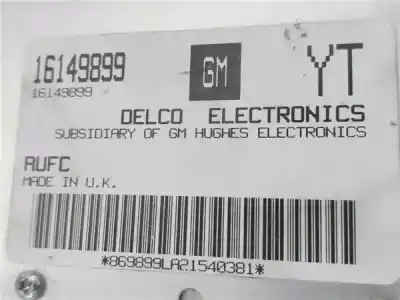 16149899 GM YT
16149899
DELCO ELECTRONICS
SUBSIDIARY OF GM HUGHES ELECTRONICS
AUFC
MADE IN U.K.
*869899LA21540381*